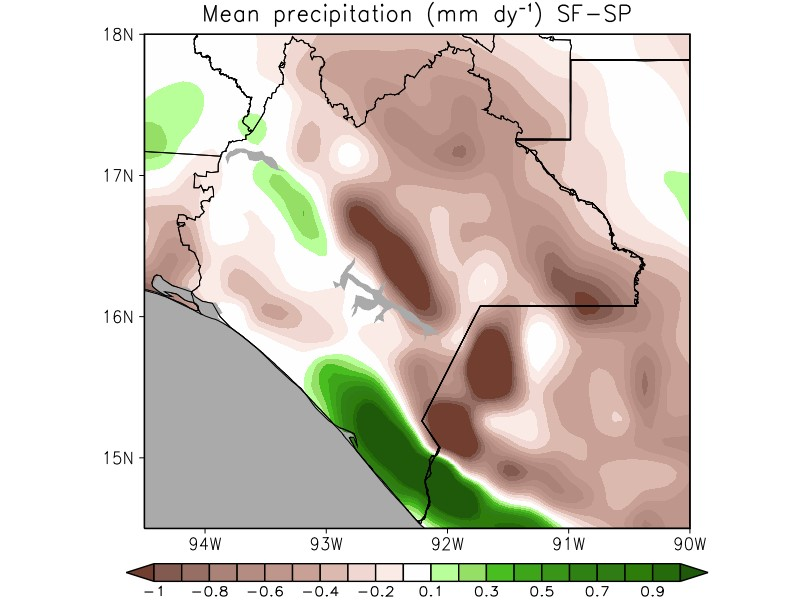 Mean precipitation (mm dy⁻¹) SF−SP
18N
17N
16N
15N
94W 93W 92W 91W 90W
−1 −0.8 −0.6 −0.4 −0.2 0.1 0.3 0.5 0.7 0.9